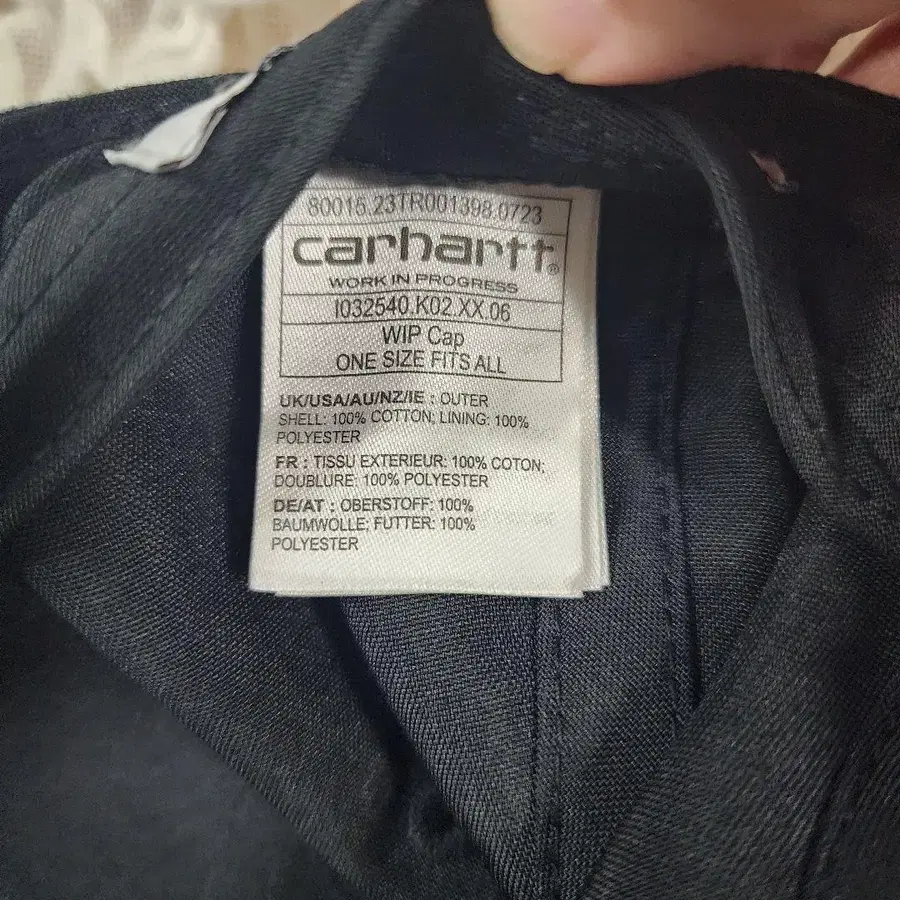 80015.23TR001398.0723
carhartt®
WORK IN PROGRESS
I032540.K02.XX.06
WIP Cap
ONE SIZE FITS ALL
UK/USA/AU/NZ/IE : OUTER
SHELL: 100% COTTON; LINING: 100%
POLYESTER
FR : TISSU EXTERIEUR: 100% COTON;
DOUBLURE: 100% POLYESTER
DE/AT : OBERSTOFF: 100%
BAUMWOLLE; FUTTER: 100%
POLYESTER